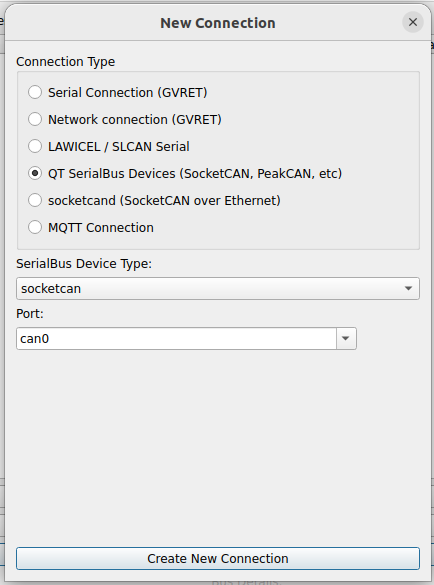 New Connection
Connection Type
Serial Connection (GVRET)
Network connection (GVRET)
LAWICEL / SLCAN Serial
QT SerialBus Devices (SocketCAN, PeakCAN, etc)
socketcand (SocketCAN over Ethernet)
MQTT Connection
SerialBus Device Type:
socketcan
Port:
can0
Create New Connection